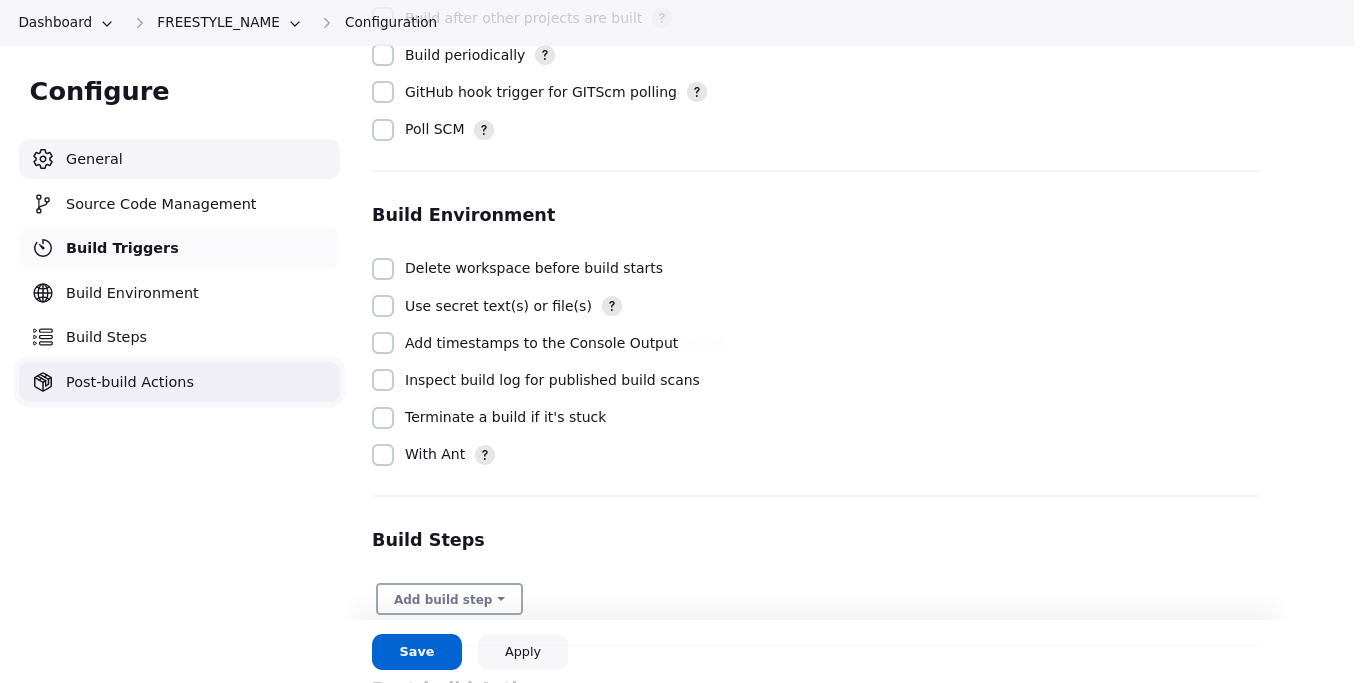 Dashboard FREESTYLE_NAME Configuration
Build after other projects are built ?
Build periodically ?
GitHub hook trigger for GITScm polling ?
Poll SCM ?
Configure
General
Source Code Management
Build Triggers
Build Environment
Build Steps
Post-build Actions
Build Environment
Delete workspace before build starts
Use secret text(s) or file(s) ?
Add timestamps to the Console Output
Inspect build log for published build scans
Terminate a build if it's stuck
With Ant ?
Build Steps
Add build step
Save Apply